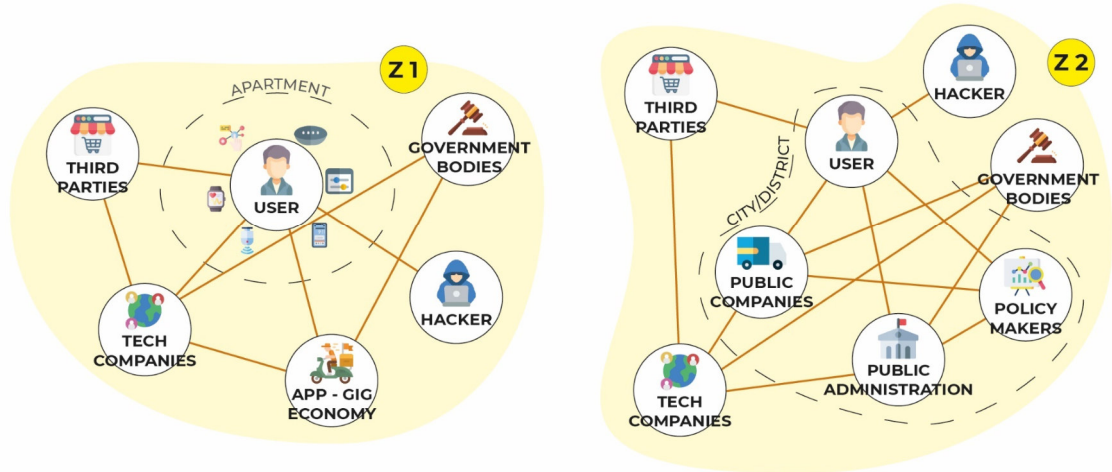 Z 1
APARTMENT
THIRD
PARTIES
USER
GOVERNMENT
BODIES
HACKER
TECH
COMPANIES
APP - GIG
ECONOMY
Z 2
HACKER
THIRD
PARTIES
USER
CITY/DISTRICT
GOVERNMENT
BODIES
PUBLIC
COMPANIES
POLICY
MAKERS
PUBLIC
ADMINISTRATION
TECH
COMPANIES